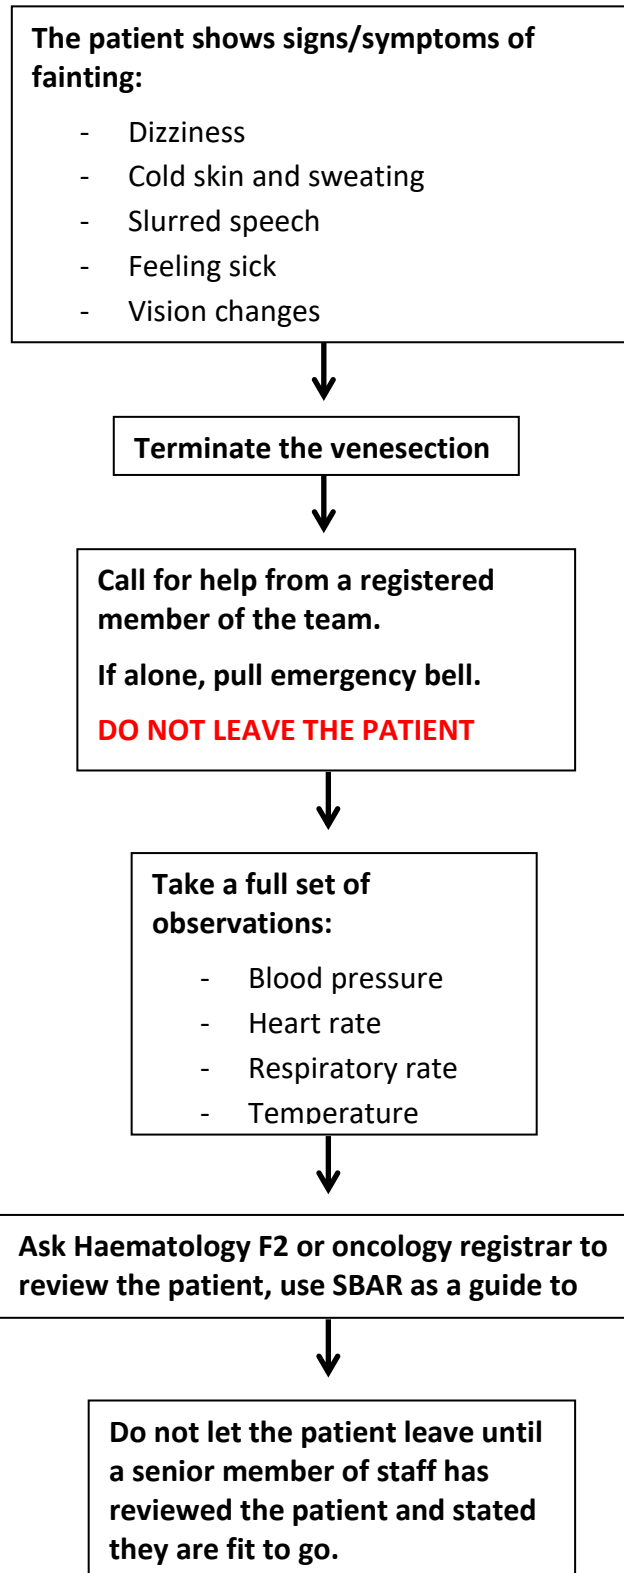 The patient shows signs/symptoms of
fainting:
- Dizziness
- Cold skin and sweating
- Slurred speech
- Feeling sick
- Vision changes
Terminate the venesection
Call for help from a registered
member of the team.
If alone, pull emergency bell.
DO NOT LEAVE THE PATIENT
Take a full set of
observations:
- Blood pressure
- Heart rate
- Respiratory rate
- Temperature
Ask Haematology F2 or oncology registrar to
review the patient, use SBAR as a guide to
Do not let the patient leave until
a senior member of staff has
reviewed the patient and stated
they are fit to go.